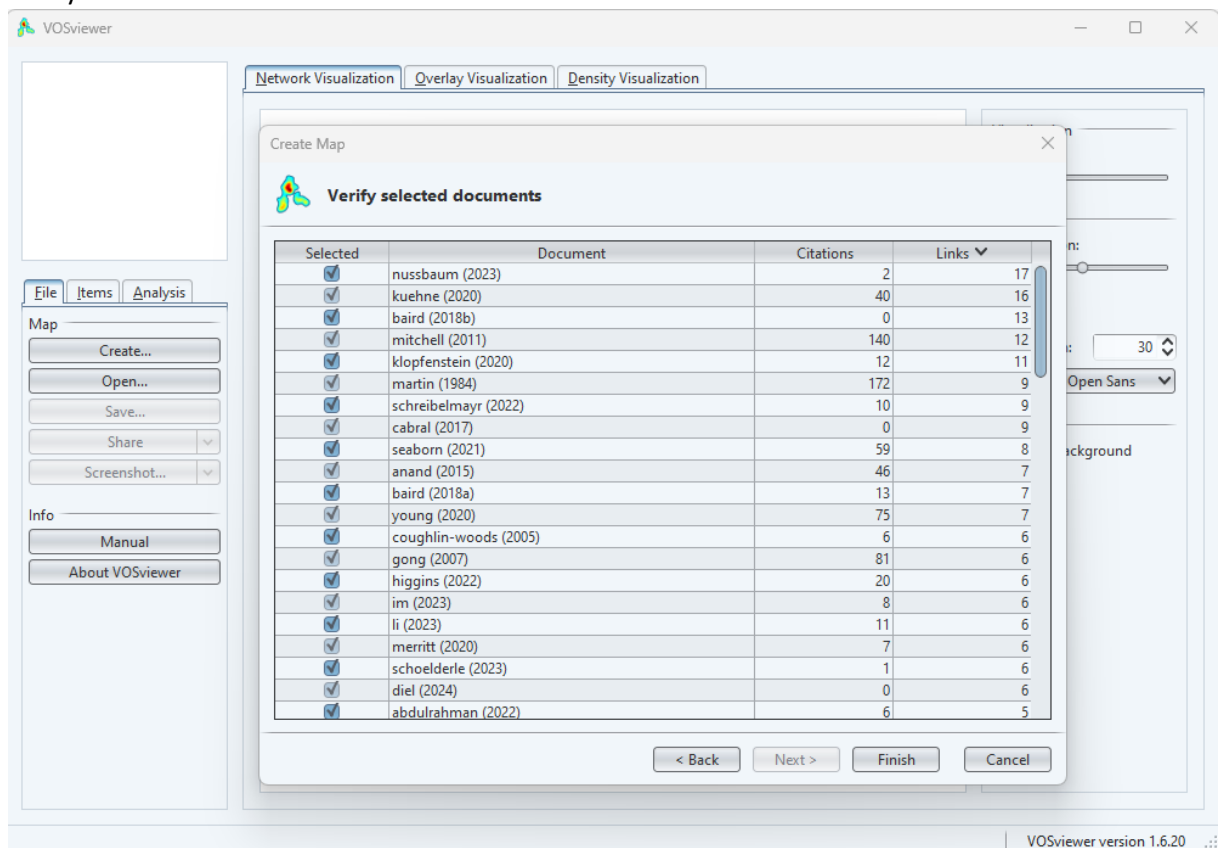 VOSviewer
Network Visualization Overlay Visualization Density Visualization
Create Map
Verify selected documents
Selected Document Citations Links
nussbaum (2023) 2 17
kuehne (2020) 40 16
baird (2018b) 0 13
mitchell (2011) 140 12
klopfenstein (2020) 12 11
martin (1984) 172 9
schreibelmayr (2022) 10 9
cabral (2017) 0 9
seaborn (2021) 59 8
anand (2015) 46 7
baird (2018a) 13 7
young (2020) 75 7
coughlin-woods (2005) 6 6
gong (2007) 81 6
higgins (2022) 20 6
im (2023) 8 6
li (2023) 11 6
merritt (2020) 7 6
schoelderle (2023) 1 6
diel (2024) 0 6
abdulrahman (2022) 6 5
< Back Next > Finish Cancel
File Items Analysis
Map
Create...
Open...
Save...
Share
Screenshot...
Info
Manual
About VOSviewer
n:
30
Open Sans
ackground
VOSviewer version 1.6.20